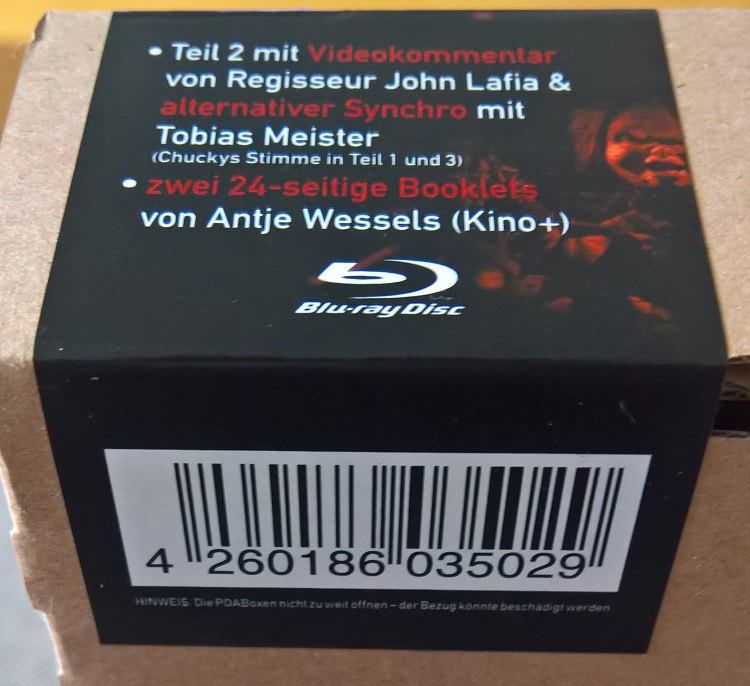 • Teil 2 mit Videokommentar
von Regisseur John Lafia &
alternativer Synchro mit
Tobias Meister
(Chuckys Stimme in Teil 1 und 3)
• zwei 24-seitige Booklets
von Antje Wessels (Kino+)
Blu-ray Disc
4 260186 035029
HINWEIS: Die PDABoxen nicht zu weit öffnen – der Bezug könnte beschädigt werden.